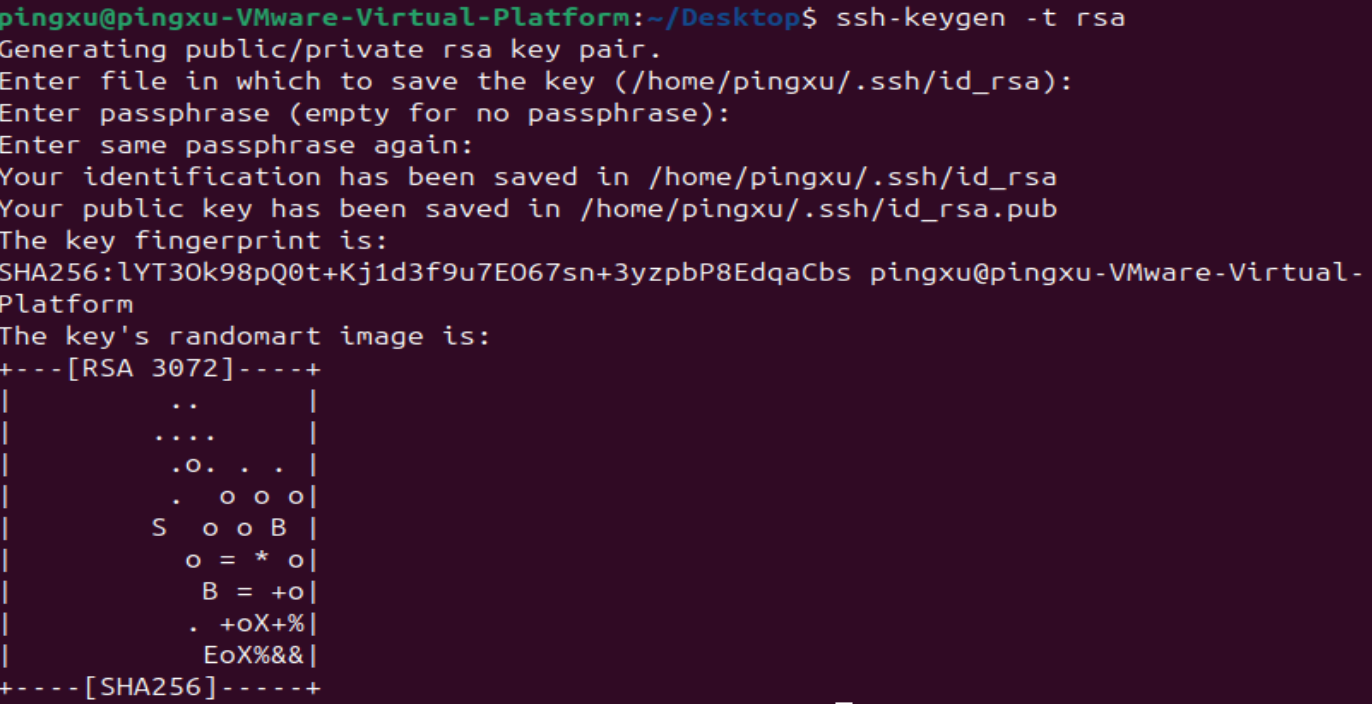 pingxu@pingxu-VMware-Virtual-Platform:~/Desktop$ ssh-keygen -t rsa
Generating public/private rsa key pair.
Enter file in which to save the key (/home/pingxu/.ssh/id_rsa):
Enter passphrase (empty for no passphrase):
Enter same passphrase again:
Your identification has been saved in /home/pingxu/.ssh/id_rsa
Your public key has been saved in /home/pingxu/.ssh/id_rsa.pub
The key fingerprint is:
SHA256:lYT3Ok98pQ0t+Kj1d3f9u7EO67sn+3yzpbP8EdqaCbs pingxu@pingxu-VMware-Virtual-
Platform
The key's randomart image is:
+---[RSA 3072]----+
|         ..      |
|        ....     |
|         .o. . . |
|         .  o o o|
|        S  o o B |
|          o = * o|
|           B = +o|
|          . +oX+%|
|           EoX%&&|
+----[SHA256]-----+